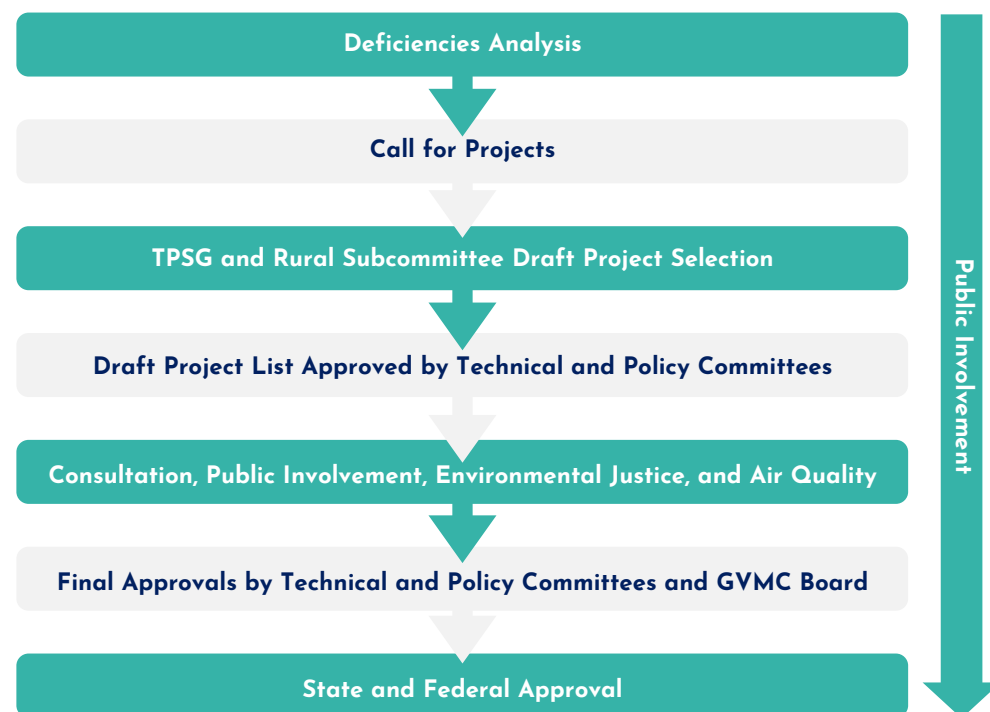 Deficiencies Analysis
Call for Projects
TPSG and Rural Subcommittee Draft Project Selection
Draft Project List Approved by Technical and Policy Committees
Consultation, Public Involvement, Environmental Justice, and Air Quality
Final Approvals by Technical and Policy Committees and GVMC Board
State and Federal Approval
Public Involvement